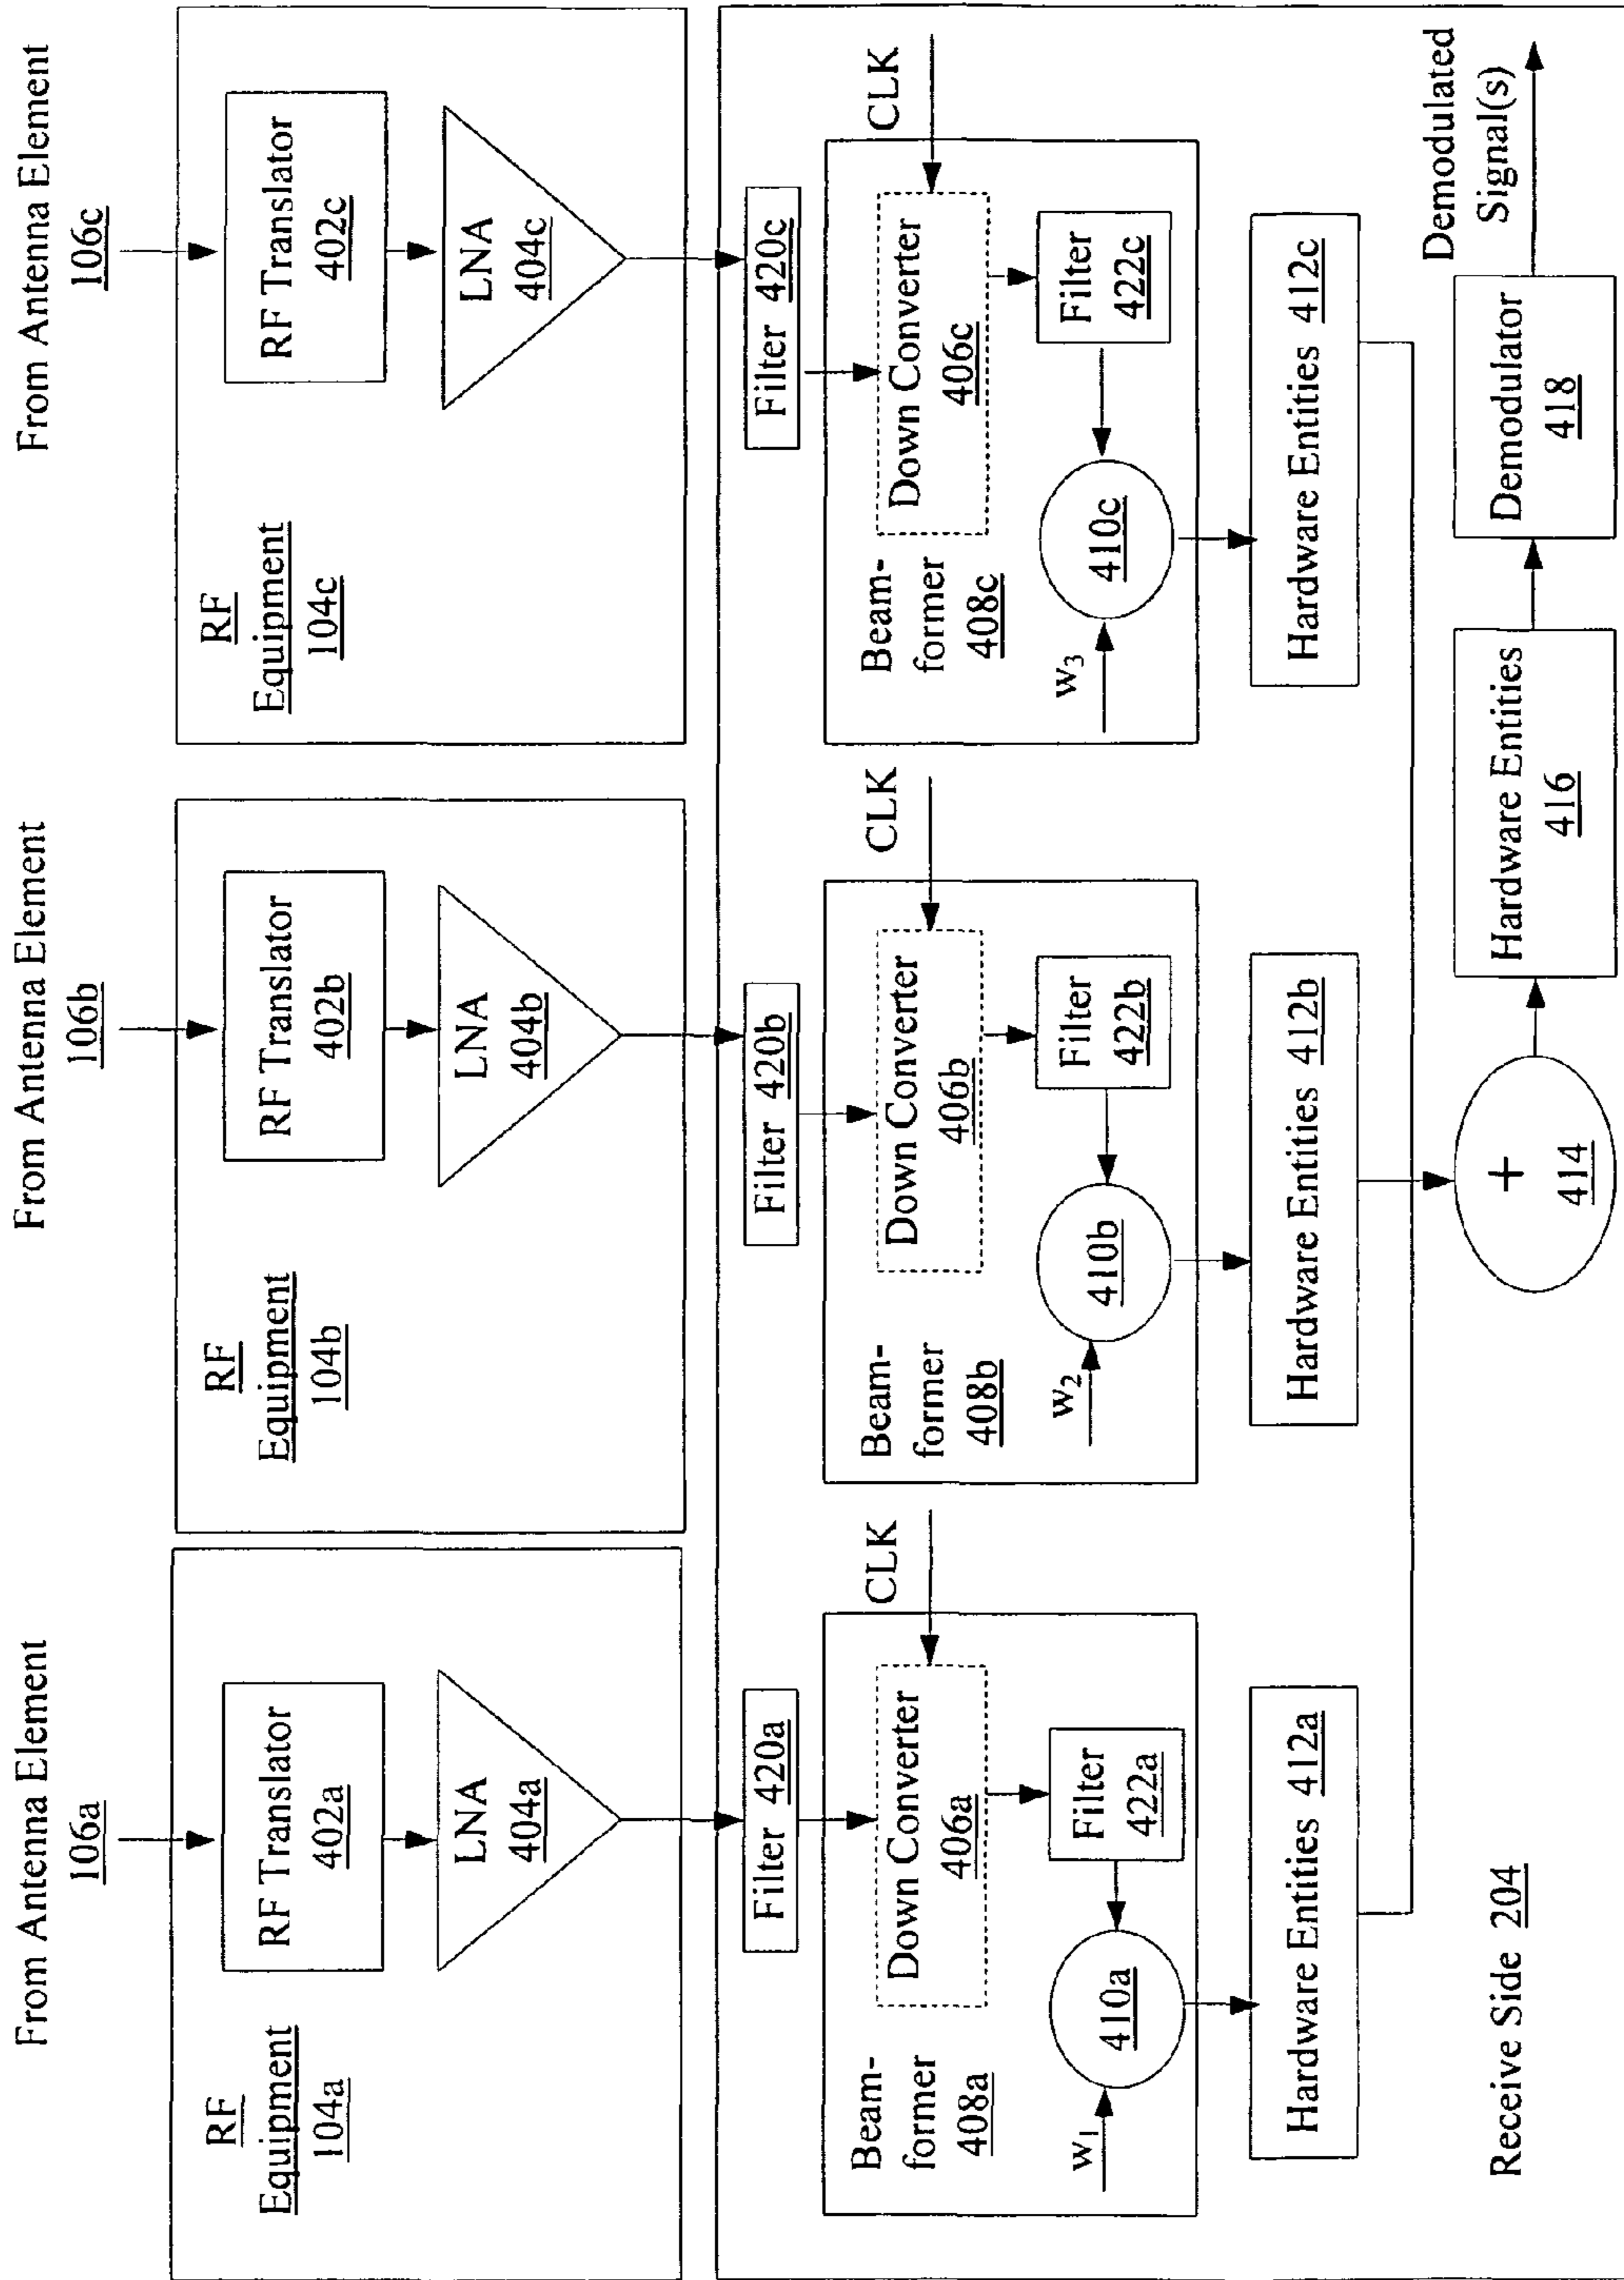 From Antenna Element
106a
From Antenna Element
106b
From Antenna Element
106c
RF
Equipment
104a
RF Translator
402a
LNA
404a
RF
Equipment
104b
RF Translator
402b
LNA
404b
RF
Equipment
104c
RF Translator
402c
LNA
404c
Filter 420a
Filter 420b
Filter 420c
Beam-
former
408a
Down Converter
406a
CLK
Filter
422a
w1
410a
Beam-
former
408b
Down Converter
406b
CLK
Filter
422b
w2
410b
Beam-
former
408c
Down Converter
406c
CLK
Filter
422c
w3
410c
Hardware Entities 412a
Hardware Entities 412b
Hardware Entities 412c
Receive Side 204
+
414
Hardware Entities
416
Demodulator
418
Demodulated
Signal(s)